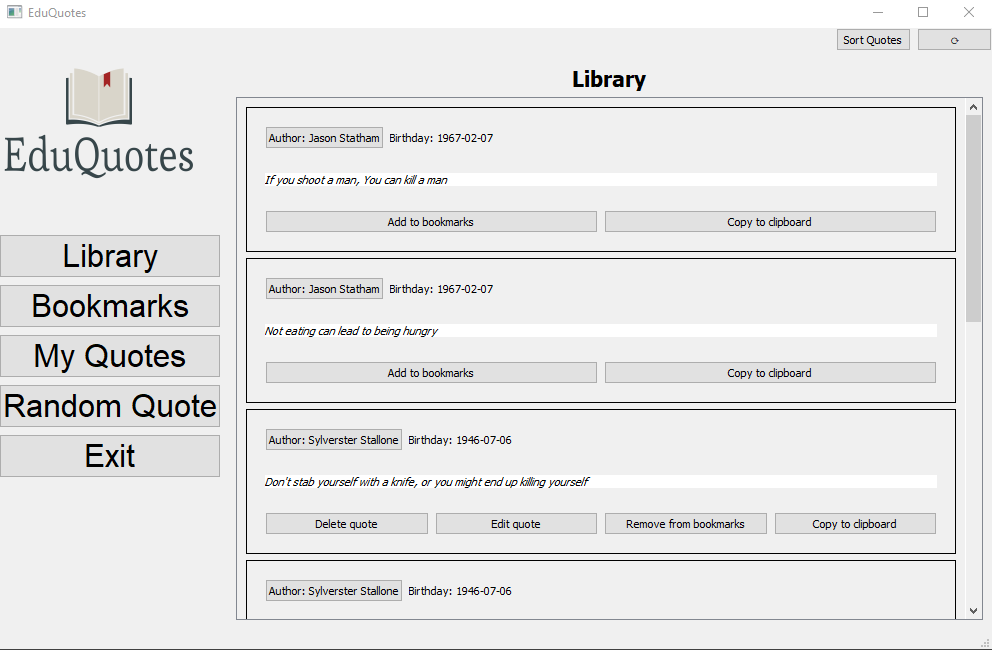 EduQuotes
Sort Quotes
EduQuotes
Library
Bookmarks
My Quotes
Random Quote
Exit
Library
Author: Jason Statham Birthday: 1967-02-07
If you shoot a man, You can kill a man
Add to bookmarks Copy to clipboard
Author: Jason Statham Birthday: 1967-02-07
Not eating can lead to being hungry
Add to bookmarks Copy to clipboard
Author: Sylverster Stallone Birthday: 1946-07-06
Don't stab yourself with a knife, or you might end up killing yourself
Delete quote Edit quote Remove from bookmarks Copy to clipboard
Author: Sylverster Stallone Birthday: 1946-07-06